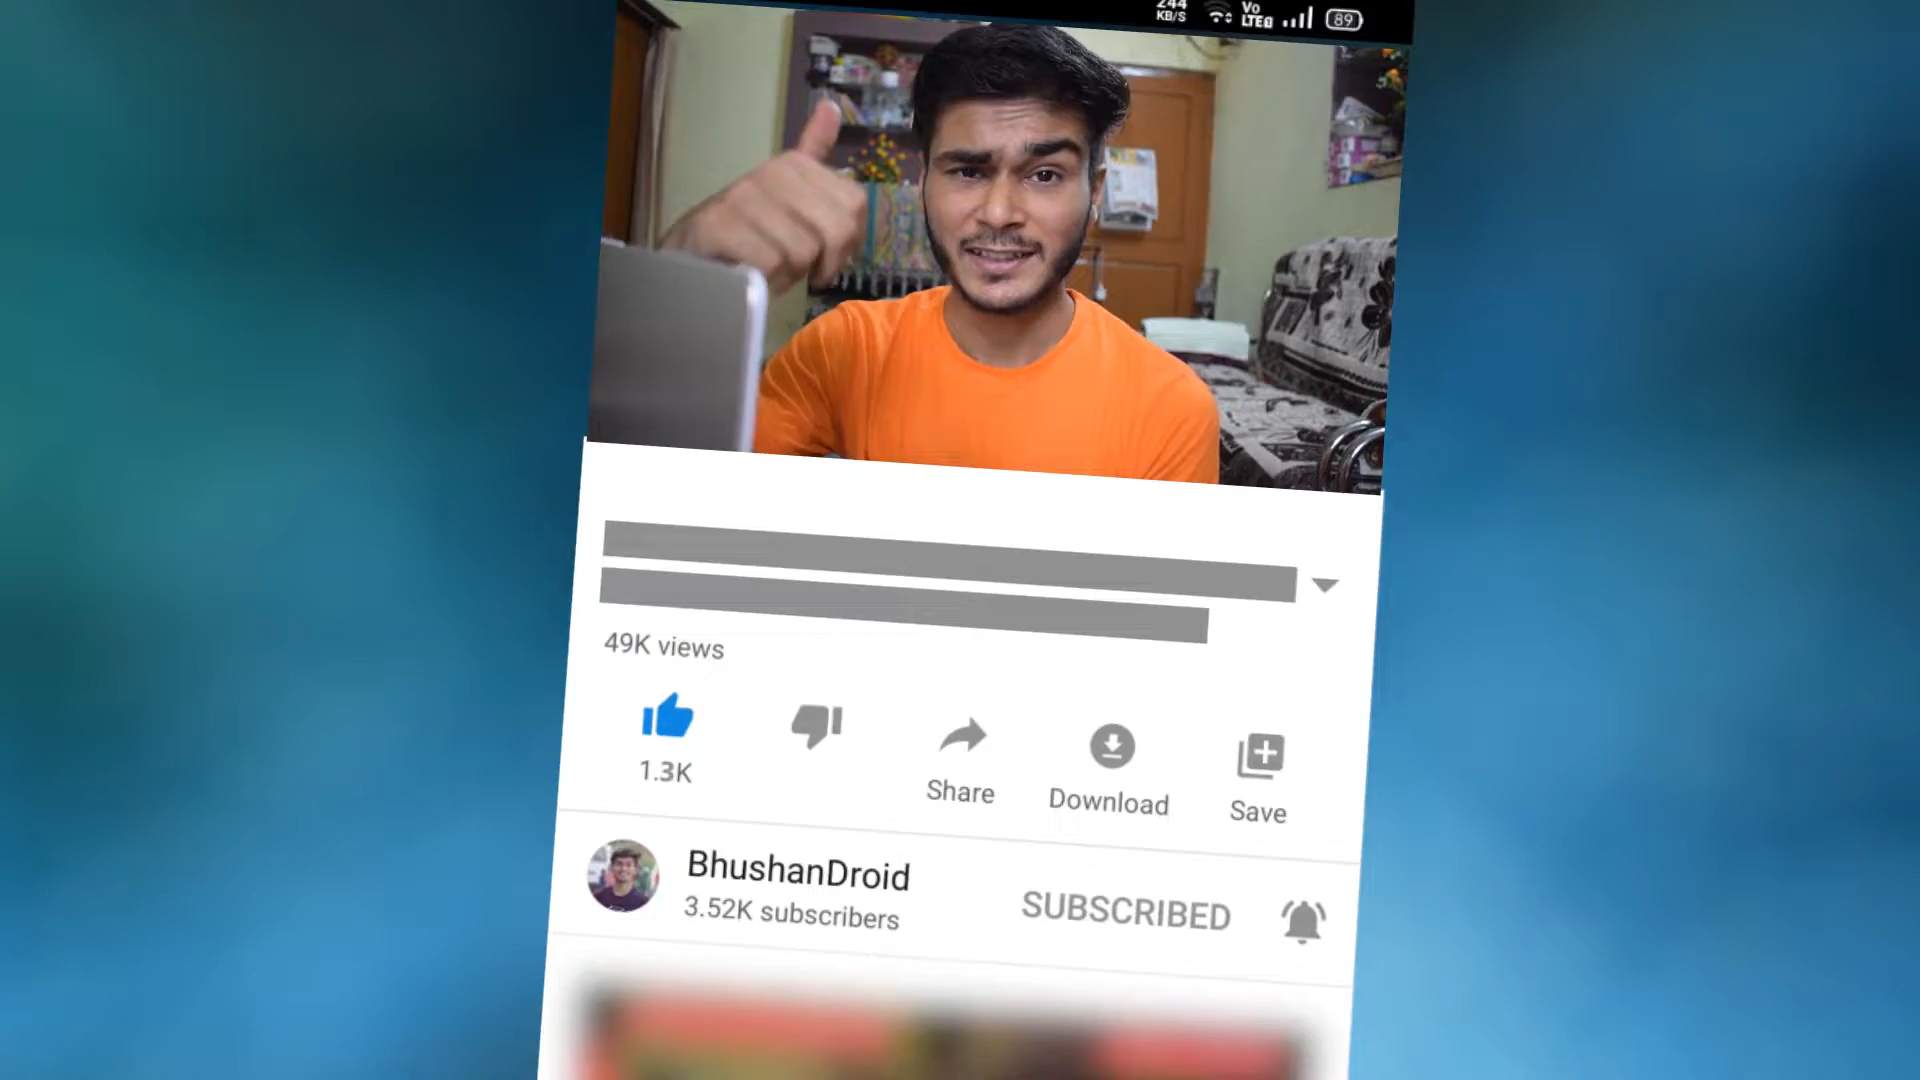 244
KB/S
Vo
LTE
89
49K views
1.3K
Share
Download
Save
BhushanDroid
3.52K subscribers
SUBSCRIBED